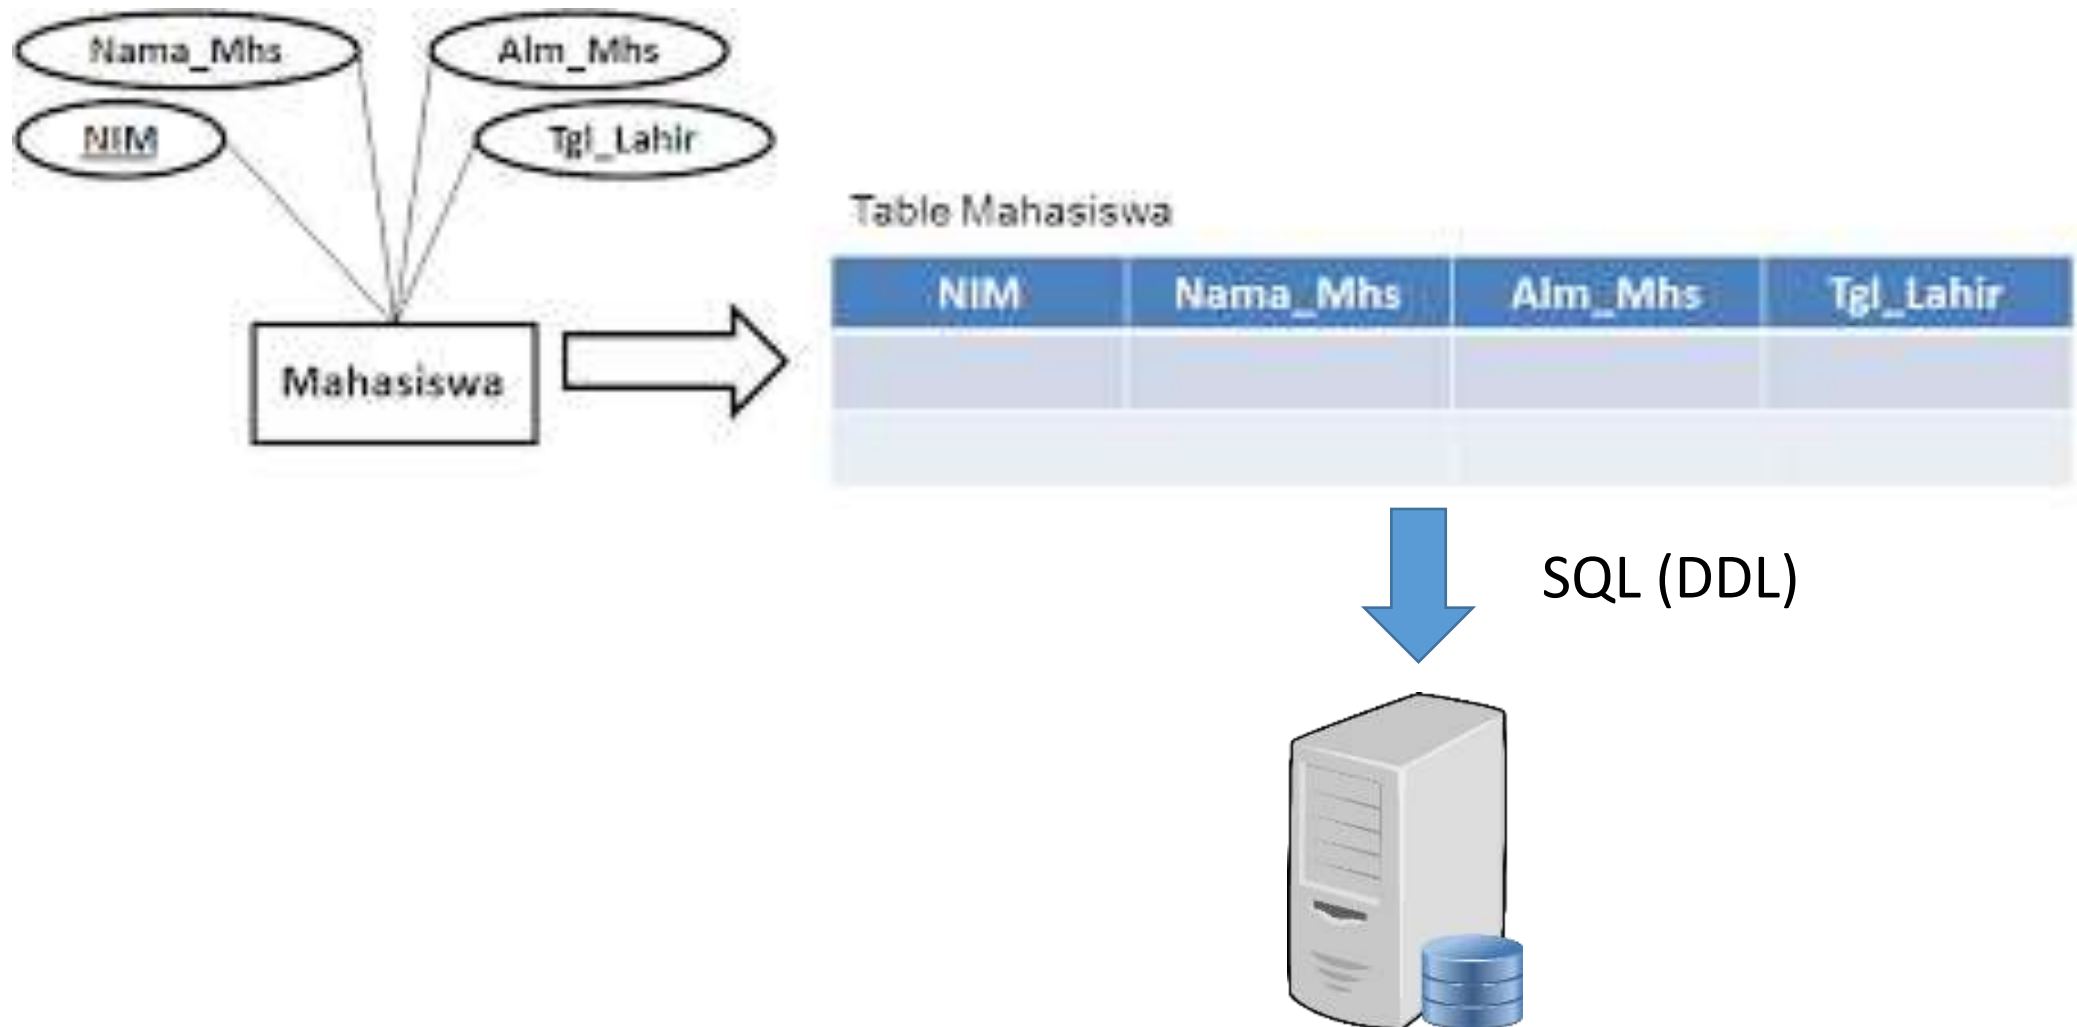 Nama_Mhs
Alm_Mhs
NIM
Tgl_Lahir
Mahasiswa
Table Mahasiswa
NIM Nama_Mhs Alm_Mhs Tgl_Lahir
SQL (DDL)